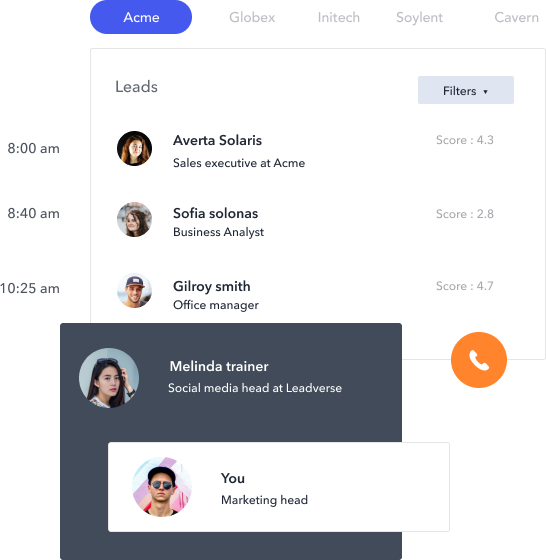 Acme Globex Initech Soylent Cavern
Leads Filters ▾
8:00 am Averta Solaris Score : 4.3
Sales executive at Acme
8:40 am Sofia solonas Score : 2.8
Business Analyst
10:25 am Gilroy smith Score : 4.7
Office manager
Melinda trainer
Social media head at Leadverse
You
Marketing head